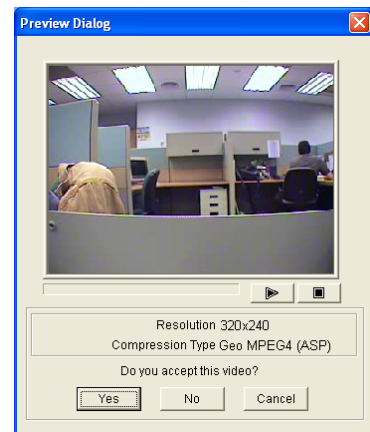 Preview Dialog
Resolution 320x240
Compression Type Geo MPEG4 (ASP)
Do you accept this video?
Yes No Cancel